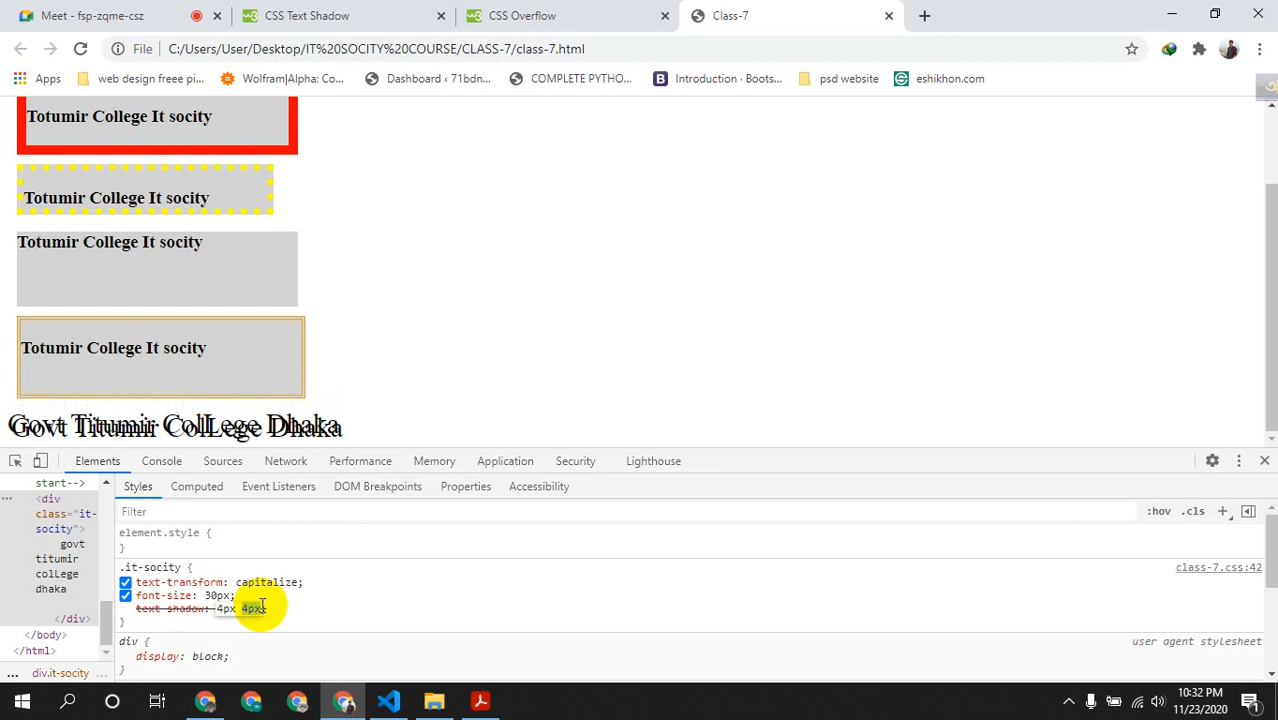 Meet - fsp-zqme-csz
CSS Text Shadow
CSS Overflow
Class-7
File
C:/Users/User/Desktop/IT%20SOCITY%20COURSE/CLASS-7/class-7.html
Apps
web design freee pi...
Wolfram|Alpha: Co...
Dashboard ‹ 71bdn...
COMPLETE PYTHO...
Introduction · Boots...
psd website
eshikhon.com
Totumir College It socity
Totumir College It socity
Totumir College It socity
Totumir College It socity
Govt Titumir ColLege Dhaka
Elements
Console
Sources
Network
Performance
Memory
Application
Security
Lighthouse
start-->
<div
class="it-
socity">
govt
titumir
colLege
dhaka
</div>
</body>
</html>
... div.it-socity
Styles
Computed
Event Listeners
DOM Breakpoints
Properties
Accessibility
Filter
:hov .cls
element.style {
}
.it-socity {
class-7.css:42
text-transform: capitalize;
font-size: 30px;
text-shadow: 4px 4px;
}
div {
user agent stylesheet
display: block;
}
10:32 PM
11/23/2020